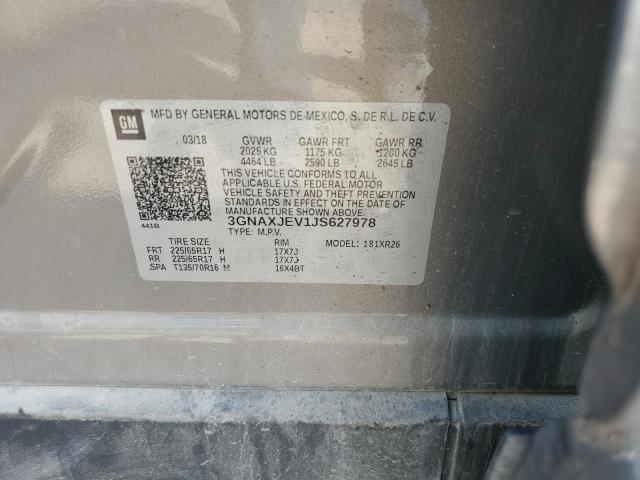 GM
MFD BY GENERAL MOTORS DE-MEXICO, S. DE R.L. DE C.V.
03/18 GVWR GAWR FRT GAWR RR
2025 KG 1175 KG 1200 KG
4464 LB 2590 LB 2645 LB
THIS VEHICLE CONFORMS TO ALL
APPLICABLE U.S. FEDERAL MOTOR
VEHICLE SAFETY AND THEFT PREVENTION
STANDARDS IN EFFECT ON THE DATE OF
MANUFACTURE SHOWN ABOVE.
441B 3GNAXJEV1JS627978
TYPE: M.P.V. MODEL: 181XR26
TIRE SIZE RIM
FRT 225/65R17 H 17X7J
RR 225/65R17 H 17X7J
SPA T135/70R16 M 16X4BT